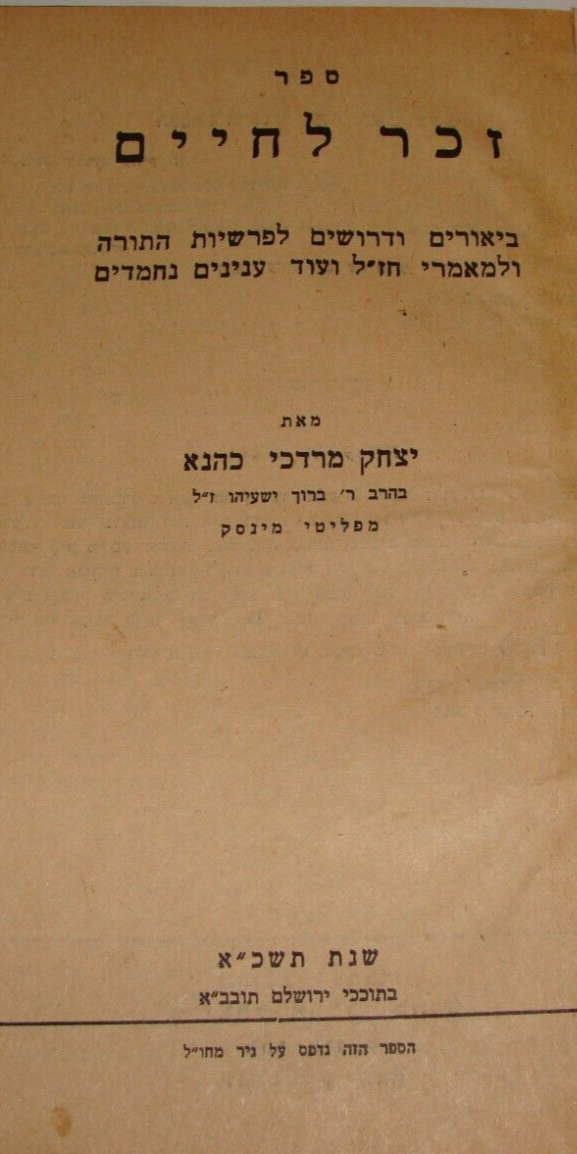 ספר
זכר לחיים
ביאורים ודרושים לפרשיות התורה
ולמאמרי חז״ל ועוד ענינים נחמדים
מאת
יצחק מרדכי כהנא
בהרב ר׳ ברוך ישעיהו ז״ל
מפליטי מינסק
שנת תשכ״א
בתוככי ירושלם תובב״א
הספר הזה נדפס על ניר מחו״ל